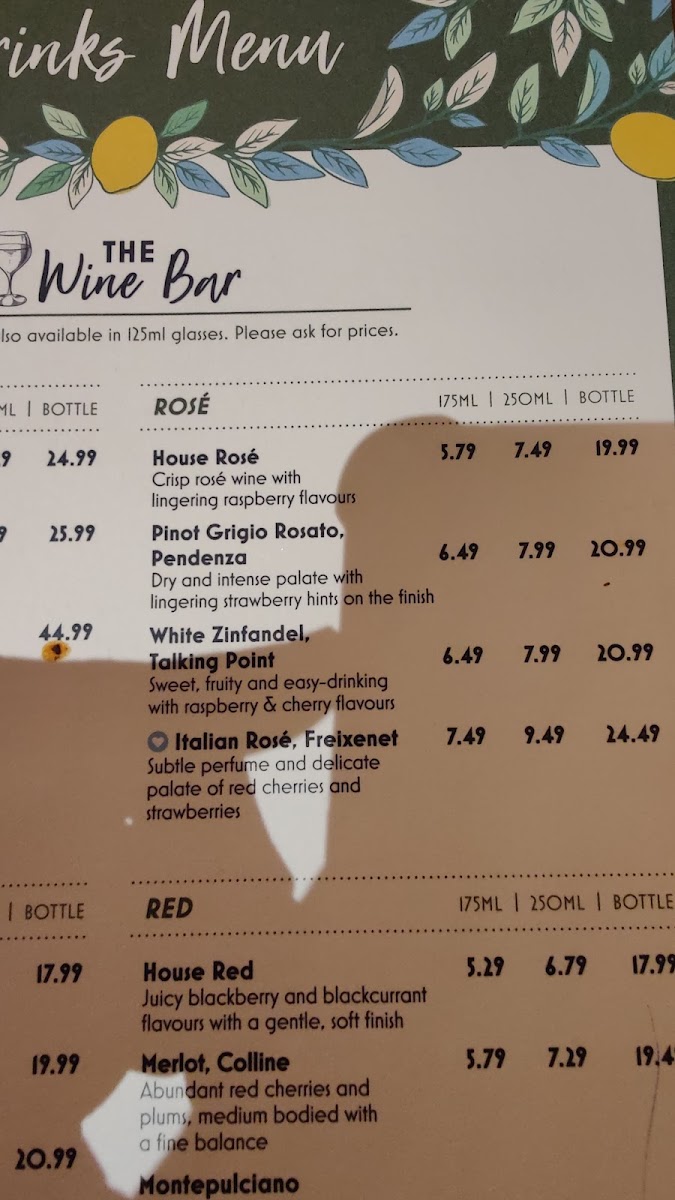 rinks Menu
THE
Wine Bar
lso available in 125ml glasses. Please ask for prices.
ML | BOTTLE
9 24.99
9 25.99
44.99
ROSÉ 175ML | 250ML | BOTTLE
House Rosé 5.79 7.49 19.99
Crisp rosé wine with
lingering raspberry flavours
Pinot Grigio Rosato,
Pendenza 6.49 7.99 20.99
Dry and intense palate with
lingering strawberry hints on the finish
White Zinfandel,
Talking Point 6.49 7.99 20.99
Sweet, fruity and easy-drinking
with raspberry & cherry flavours
Italian Rosé, Freixenet 7.49 9.49 24.49
Subtle perfume and delicate
palate of red cherries and
strawberries
| BOTTLE
17.99
19.99
20.99
RED 175ML | 250ML | BOTTLE
House Red 5.29 6.79 17.99
Juicy blackberry and blackcurrant
flavours with a gentle, soft finish
Merlot, Colline 5.79 7.29 19.4
Abundant red cherries and
plums, medium bodied with
a fine balance
Montepulciano